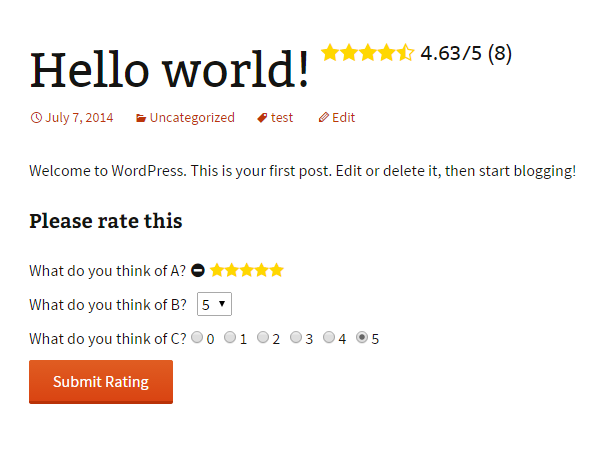 Hello world! 4.63/5 (8)
July 7, 2014 Uncategorized test Edit
Welcome to WordPress. This is your first post. Edit or delete it, then start blogging!
Please rate this
What do you think of A?
What do you think of B? 5
What do you think of C? 0 1 2 3 4 5
Submit Rating